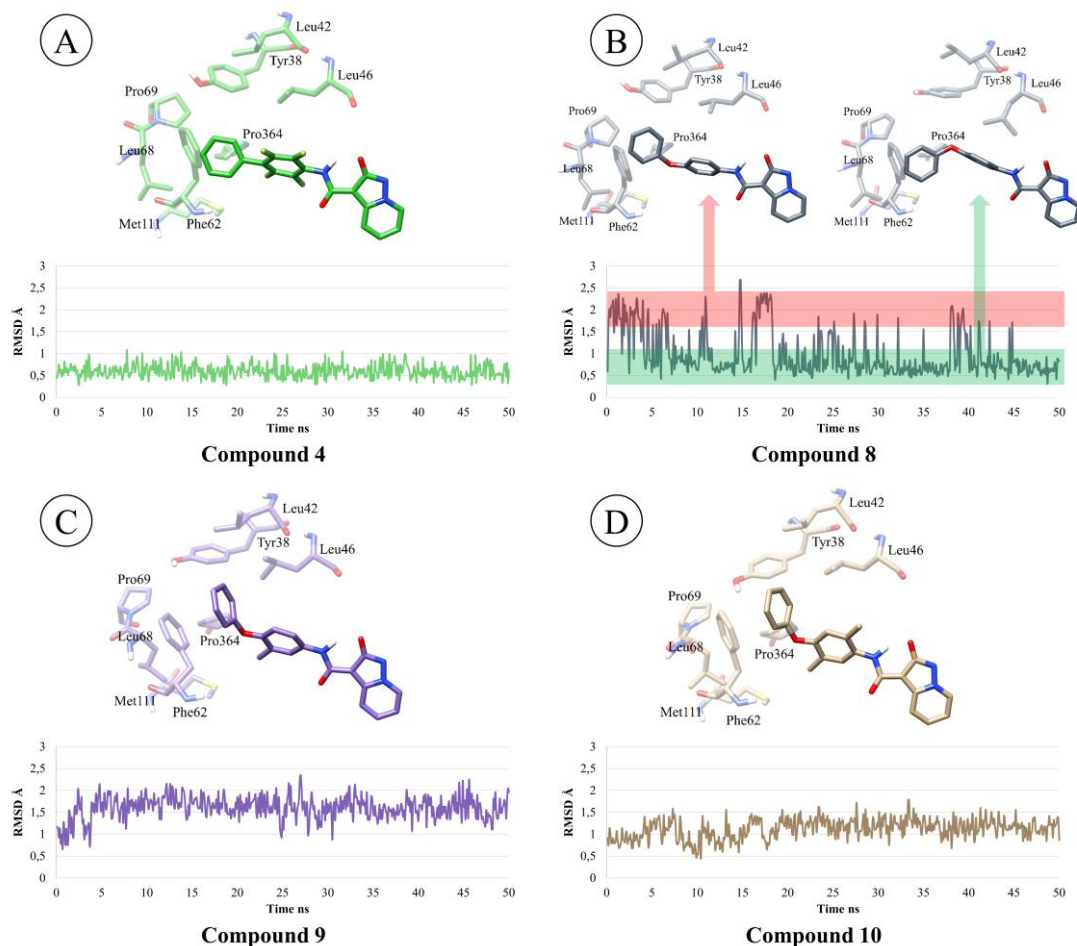 A
Leu42
Tyr38
Leu46
Pro69
Pro364
Leu68
Met111
Phe62
RMSD Å
3
2,5
2
1,5
1
0,5
0
0 5 10 15 20 25 30 35 40 45 50
Time ns
Compound 4
B
Leu42
Tyr38
Leu46
Pro69
Pro364
Leu68
Met111
Phe62
Leu42
Tyr38
Leu46
Pro69
Pro364
Leu68
Met111
Phe62
RMSD Å
3
2,5
2
1,5
1
0,5
0
0 5 10 15 20 25 30 35 40 45 50
Time ns
Compound 8
C
Leu42
Tyr38
Leu46
Pro69
Leu68
Pro364
Met111
Phe62
RMSD Å
3
2,5
2
1,5
1
0,5
0
0 5 10 15 20 25 30 35 40 45 50
Time ns
Compound 9
D
Leu42
Tyr38
Leu46
Pro69
Leu68
Pro364
Met111
Phe62
RMSD Å
3
2,5
2
1,5
1
0,5
0
0 5 10 15 20 25 30 35 40 45 50
Time ns
Compound 10